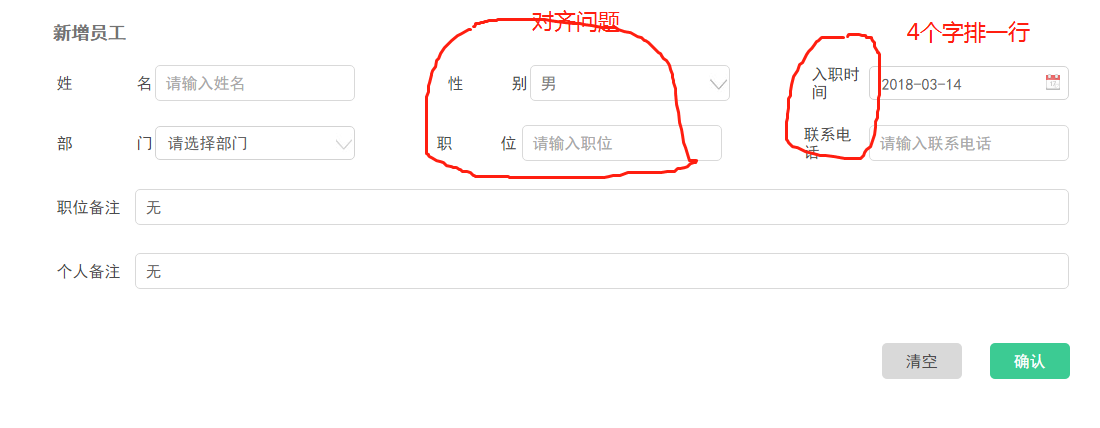 对齐问题
4个字排一行
新增员工
姓 名 请输入姓名 性 别 男 入职时
间 2018-03-14
部 门 请选择部门 职 位 请输入职位 联系电
话 请输入联系电话
职位备注 无
个人备注 无
清空 确认